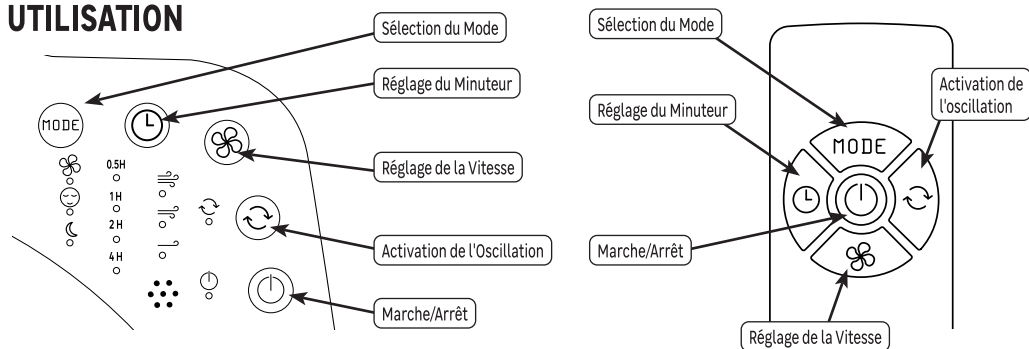 UTILISATION
Sélection du Mode
Réglage du Minuteur
MODE
Réglage de la Vitesse
0.5H
1H
2H
4H
Activation de l'Oscillation
Marche/Arrêt
Sélection du Mode
Activation de
l'oscillation
Réglage du Minuteur
MODE
Marche/Arrêt
Réglage de la Vitesse